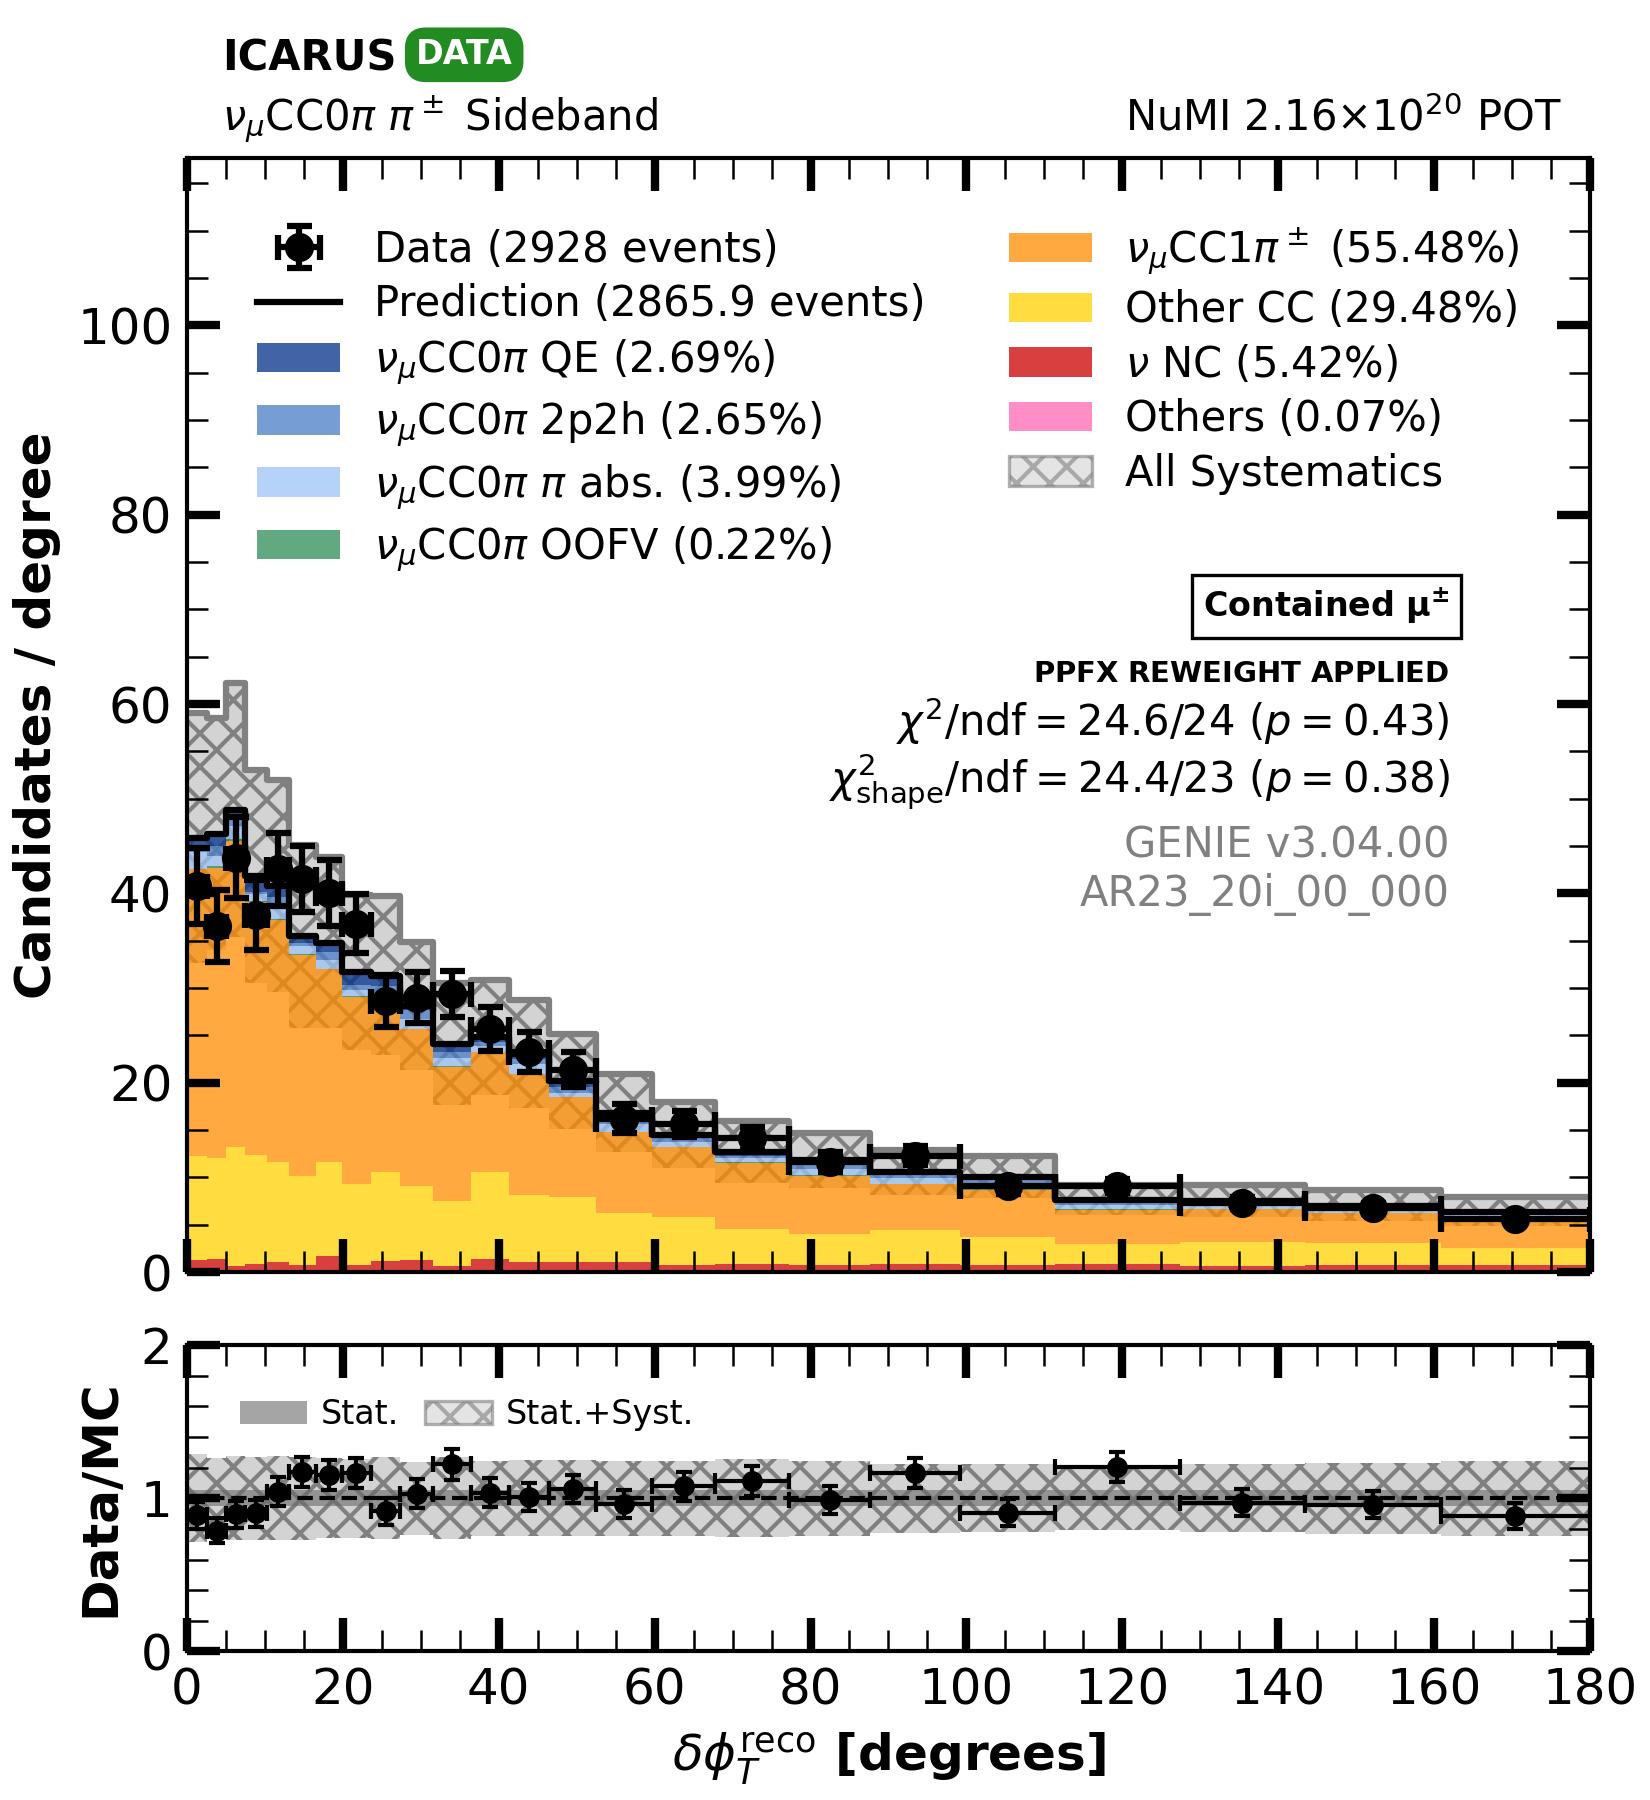 ICARUS DATA
νμCC0π π± Sideband
NuMI 2.16×10²⁰ POT
Data (2928 events)
Prediction (2865.9 events)
νμCC0π QE (2.69%)
νμCC0π 2p2h (2.65%)
νμCC0π π abs. (3.99%)
νμCC0π OOFV (0.22%)
νμCC1π± (55.48%)
Other CC (29.48%)
ν NC (5.42%)
Others (0.07%)
All Systematics
Contained μ±
PPFX REWEIGHT APPLIED
χ²/ndf = 24.6/24 (p = 0.43)
χ²shape/ndf = 24.4/23 (p = 0.38)
GENIE v3.04.00
AR23_20i_00_000
Candidates / degree
100
80
60
40
20
0
Data/MC
2
1
0
Stat.
Stat.+Syst.
0 20 40 60 80 100 120 140 160 180
δϕT reco [degrees]